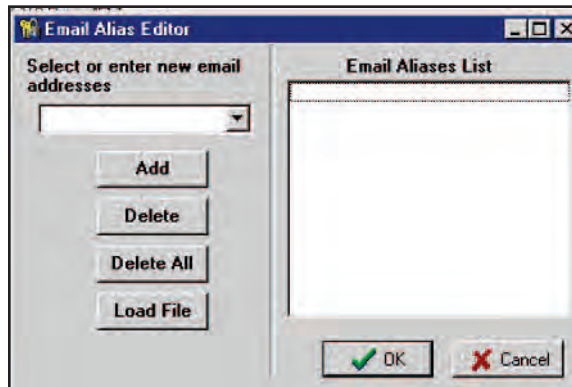 Email Alias Editor
Select or enter new email
addresses
Add
Delete
Delete All
Load File
Email Aliases List
OK
Cancel